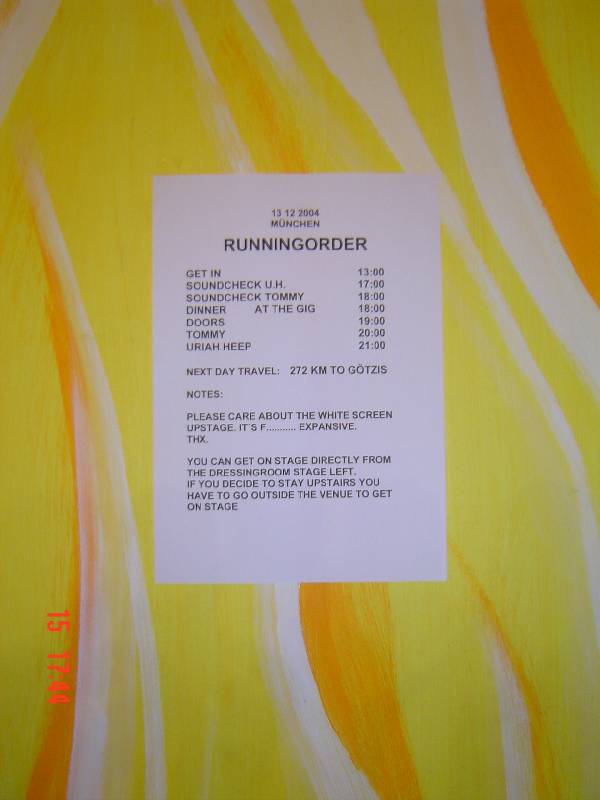 13 12 2004
MÜNCHEN
RUNNINGORDER
GET IN 13:00
SOUNDCHECK U.H. 17:00
SOUNDCHECK TOMMY 18:00
DINNER AT THE GIG 18:00
DOORS 19:00
TOMMY 20:00
URIAH HEEP 21:00
NEXT DAY TRAVEL: 272 KM TO GÖTZIS
NOTES:
PLEASE CARE ABOUT THE WHITE SCREEN
UPSTAGE. IT´S F........... EXPANSIVE.
THX.
YOU CAN GET ON STAGE DIRECTLY FROM
THE DRESSINGROOM STAGE LEFT.
IF YOU DECIDE TO STAY UPSTAIRS YOU
HAVE TO GO OUTSIDE THE VENUE TO GET
ON STAGE
15 17:44